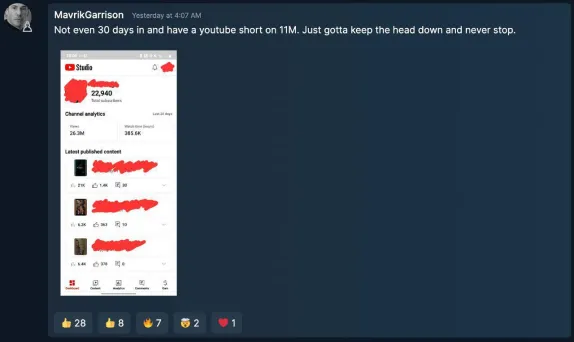 MavrikGarrison Yesterday at 4:07 AM
Not even 30 days in and have a youtube short on 11M. Just gotta keep the head down and never stop.
Studio
22,940
Total subscribers
Channel analytics Last 28 days
Views Watch time (hours)
26.3M 385.6K
Latest published content
21K 1.4K 30
6.2K 363 10
6.4K 376 8
Dashboard Content Analytics Comments Earn
28 8 7 2 1